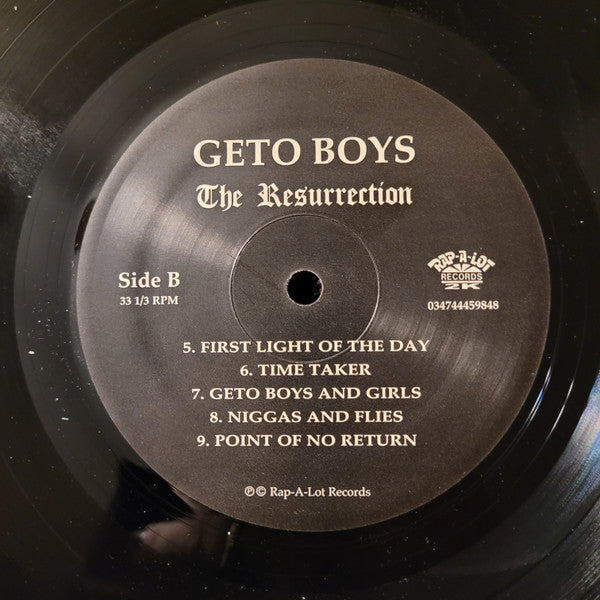 GETO BOYS
The Resurrection
Side B
33 1/3 RPM
RAP-A-LOT
RECORDS
2K
034744459848
5. FIRST LIGHT OF THE DAY
6. TIME TAKER
7. GETO BOYS AND GIRLS
8. NIGGAS AND FLIES
9. POINT OF NO RETURN
℗© Rap-A-Lot Records